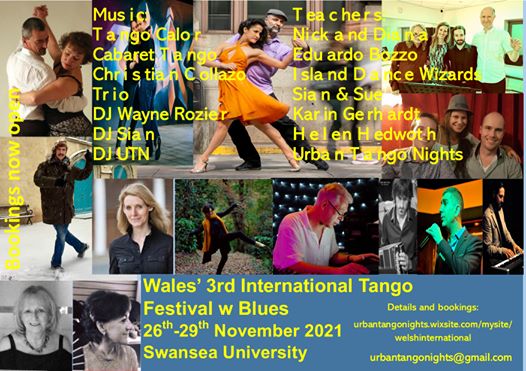 Music:
Tango Calor
Cabaret Tango
Christian Collazo
Trio
DJ Wayne Rozier
DJ Sian
DJ UTN
Teachers
Nick and Diana
Eduardo Bozzo
Island Dance Wizards
Sian & Sue
Karin Gerhardt
Helen Hedworth
Urban Tango Nights
Bookings now open
Wales' 3rd International Tango
Festival w Blues
26th-29th November 2021
Swansea University
Details and bookings:
urbantangonights.wixsite.com/mysite/
welshinternational
urbantangonights@gmail.com